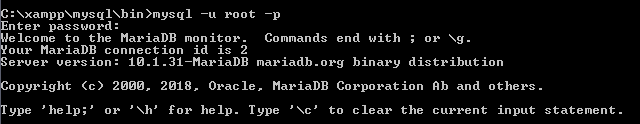 C:\xampp\mysql\bin>mysql -u root -p
Enter password:
Welcome to the MariaDB monitor.  Commands end with ; or \g.
Your MariaDB connection id is 2
Server version: 10.1.31-MariaDB mariadb.org binary distribution
Copyright (c) 2000, 2018, Oracle, MariaDB Corporation Ab and others.
Type 'help;' or '\h' for help. Type '\c' to clear the current input statement.